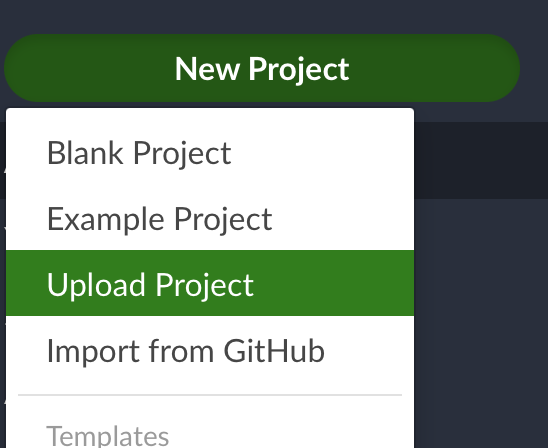 New Project
Blank Project
Example Project
Upload Project
Import from GitHub
Templates